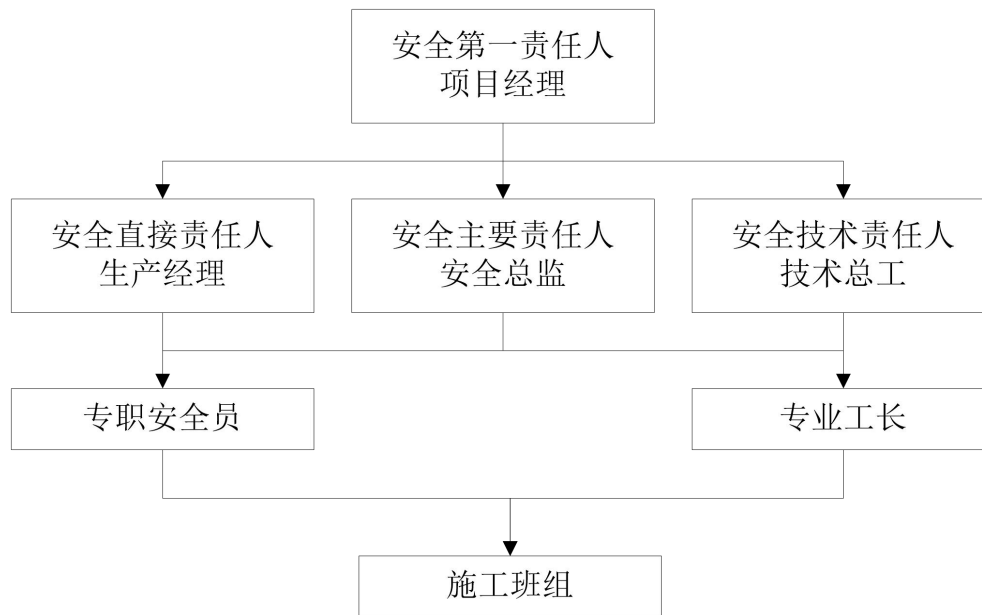 安全第一责任人
项目经理
安全直接责任人
生产经理
安全主要责任人
安全总监
安全技术责任人
技术总工
专职安全员
专业工长
施工班组